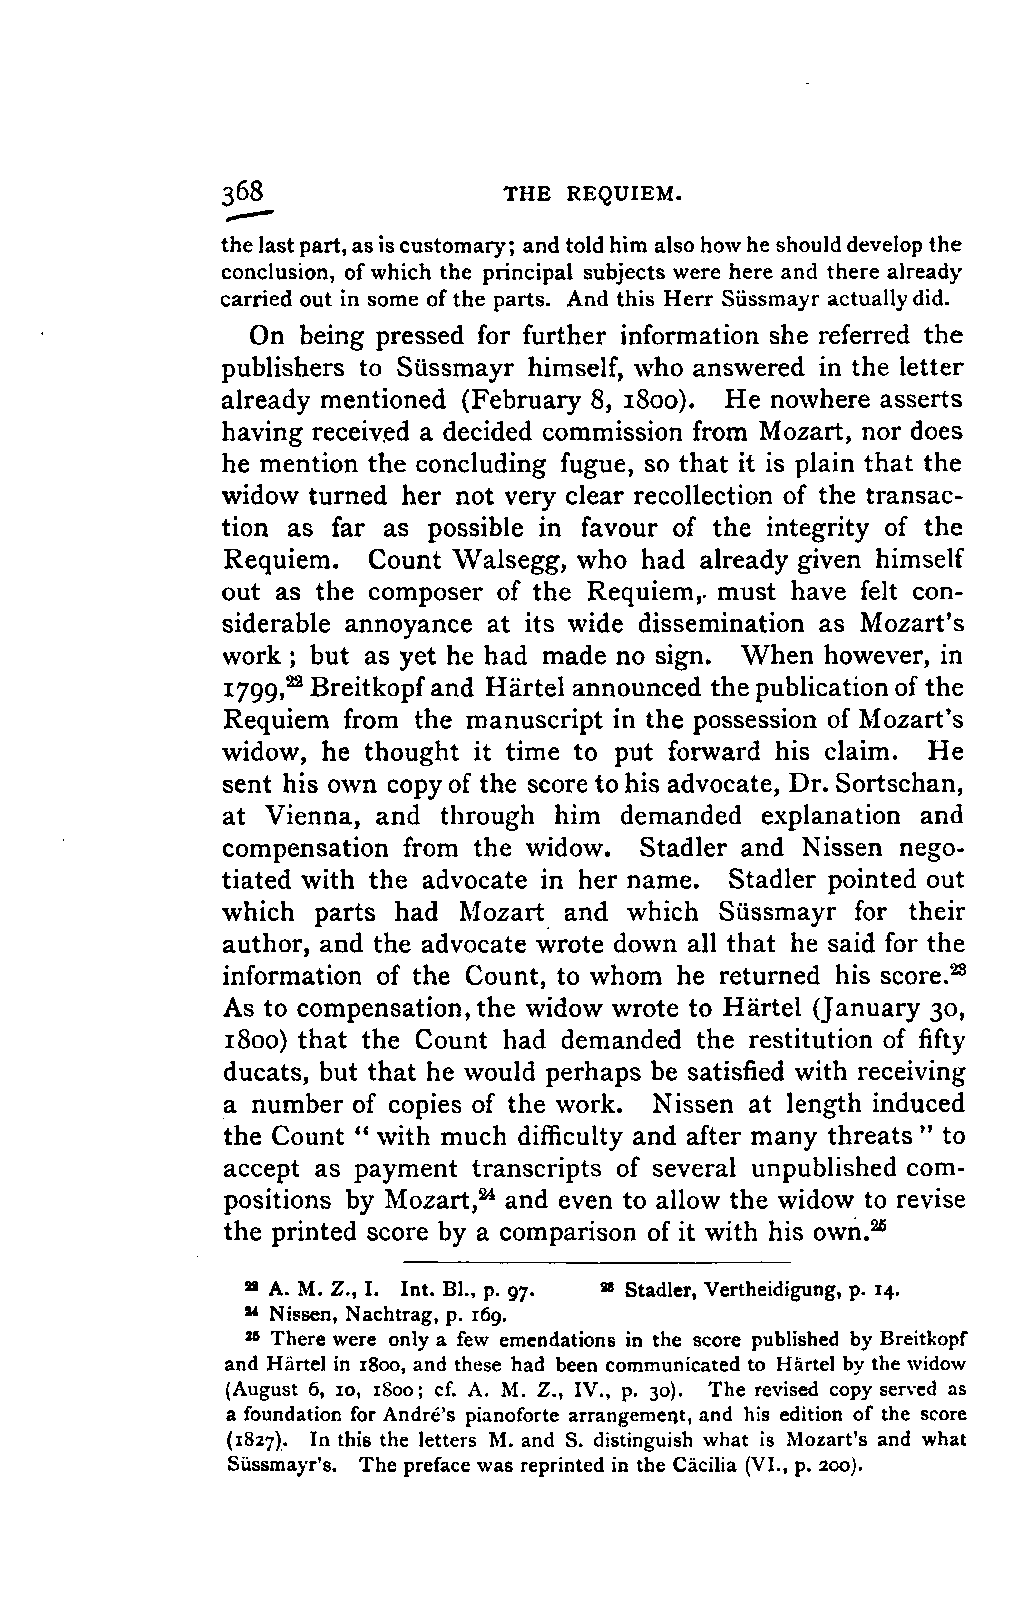 368 THE REQUIEM.
the last part, as is customary; and told him also how he should develop the
conclusion, of which the principal subjects were here and there already
carried out in some of the parts. And this Herr Süssmayr actually did.
On being pressed for further information she referred the
publishers to Süssmayr himself, who answered in the letter
already mentioned (February 8, 1800). He nowhere asserts
having received a decided commission from Mozart, nor does
he mention the concluding fugue, so that it is plain that the
widow turned her not very clear recollection of the transac-
tion as far as possible in favour of the integrity of the
Requiem. Count Walsegg, who had already given himself
out as the composer of the Requiem, must have felt con-
siderable annoyance at its wide dissemination as Mozart's
work; but as yet he had made no sign. When however, in
1799,²² Breitkopf and Härtel announced the publication of the
Requiem from the manuscript in the possession of Mozart's
widow, he thought it time to put forward his claim. He
sent his own copy of the score to his advocate, Dr. Sortschan,
at Vienna, and through him demanded explanation and
compensation from the widow. Stadler and Nissen nego-
tiated with the advocate in her name. Stadler pointed out
which parts had Mozart and which Süssmayr for their
author, and the advocate wrote down all that he said for the
information of the Count, to whom he returned his score.²³
As to compensation, the widow wrote to Härtel (January 30,
1800) that the Count had demanded the restitution of fifty
ducats, but that he would perhaps be satisfied with receiving
a number of copies of the work. Nissen at length induced
the Count "with much difficulty and after many threats" to
accept as payment transcripts of several unpublished com-
positions by Mozart,²⁴ and even to allow the widow to revise
the printed score by a comparison of it with his own.²⁵
²² A. M. Z., I. Int. Bl., p. 97. ²³ Stadler, Vertheidigung, p. 14.
²⁴ Nissen, Nachtrag, p. 169.
²⁵ There were only a few emendations in the score published by Breitkopf
and Härtel in 1800, and these had been communicated to Härtel by the widow
(August 6, 10, 1800; cf. A. M. Z., IV., p. 30). The revised copy served as
a foundation for André's pianoforte arrangement, and his edition of the score
(1827). In this the letters M. and S. distinguish what is Mozart's and what
Süssmayr's. The preface was reprinted in the Cäcilia (VI., p. 200).